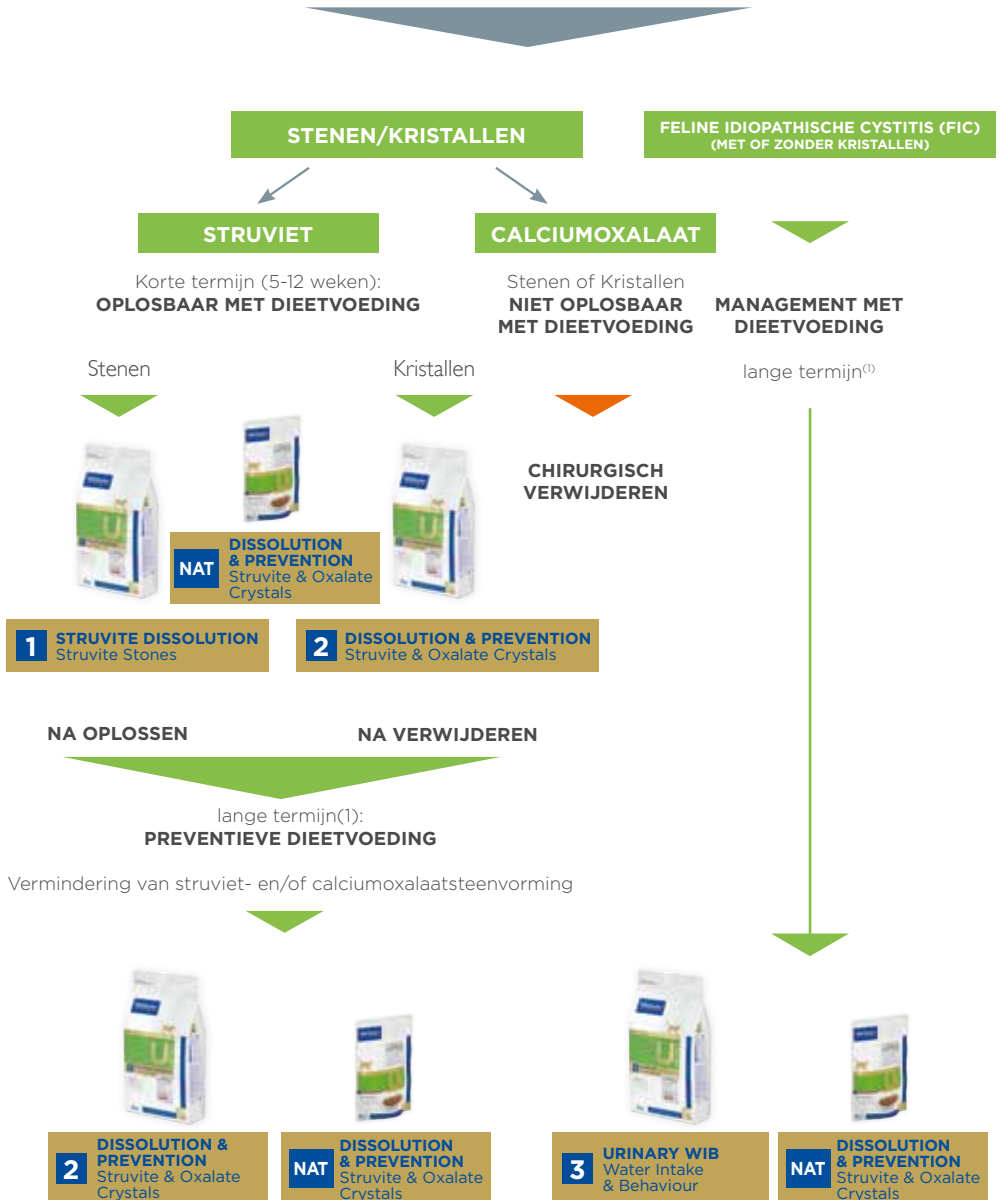 STENEN/KRISTALLEN
FELINE IDIOPATHISCHE CYSTITIS (FIC)
(MET OF ZONDER KRISTALLEN)
STRUVIET
CALCIUMOXALAAT
Korte termijn (5-12 weken):
OPLOSBAAR MET DIEETVOEDING
Stenen of Kristallen
NIET OPLOSBAAR
MET DIEETVOEDING
MANAGEMENT MET
DIEETVOEDING
lange termijn(1)
Stenen
Kristallen
CHIRURGISCH
VERWIJDEREN
NAT
DISSOLUTION
& PREVENTION
Struvite & Oxalate
Crystals
1
STRUVITE DISSOLUTION
Struvite Stones
2
DISSOLUTION & PREVENTION
Struvite & Oxalate Crystals
NA OPLOSSEN
NA VERWIJDEREN
lange termijn(1):
PREVENTIEVE DIEETVOEDING
Vermindering van struviet- en/of calciumoxalaatsteenvorming
2
DISSOLUTION &
PREVENTION
Struvite & Oxalate
Crystals
NAT
DISSOLUTION
& PREVENTION
Struvite & Oxalate
Crystals
3
URINARY WIB
Water Intake
& Behaviour
NAT
DISSOLUTION
& PREVENTION
Struvite & Oxalate
Crystals